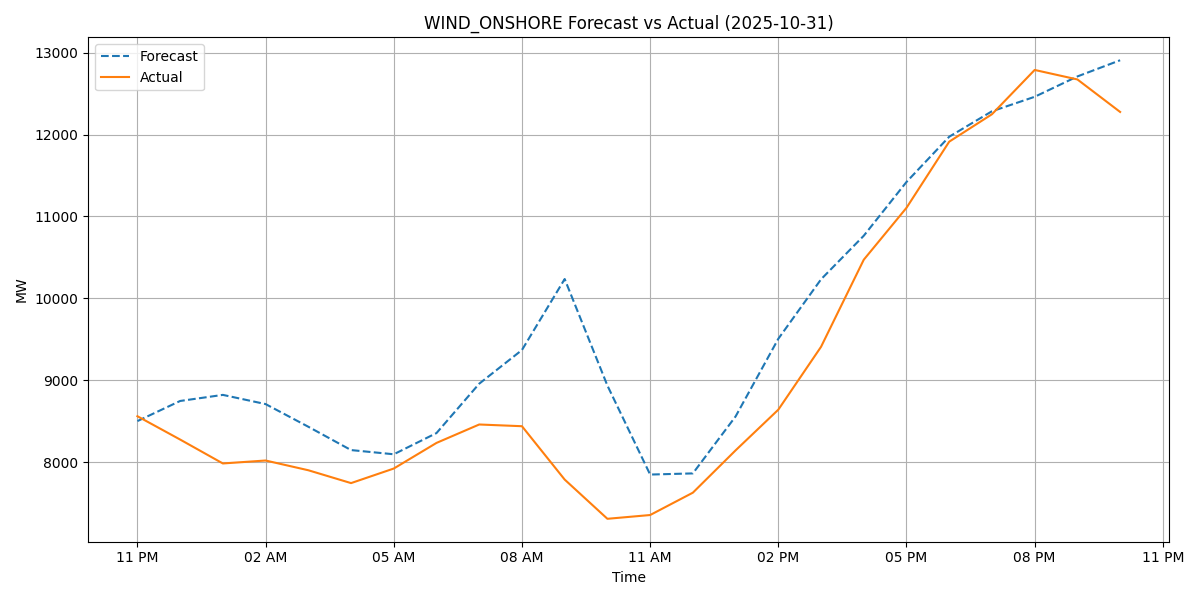 WIND_ONSHORE Forecast vs Actual (2025-10-31)
Forecast
Actual
13000
12000
11000
10000
9000
8000
MW
11 PM 02 AM 05 AM 08 AM 11 AM 02 PM 05 PM 08 PM 11 PM
Time